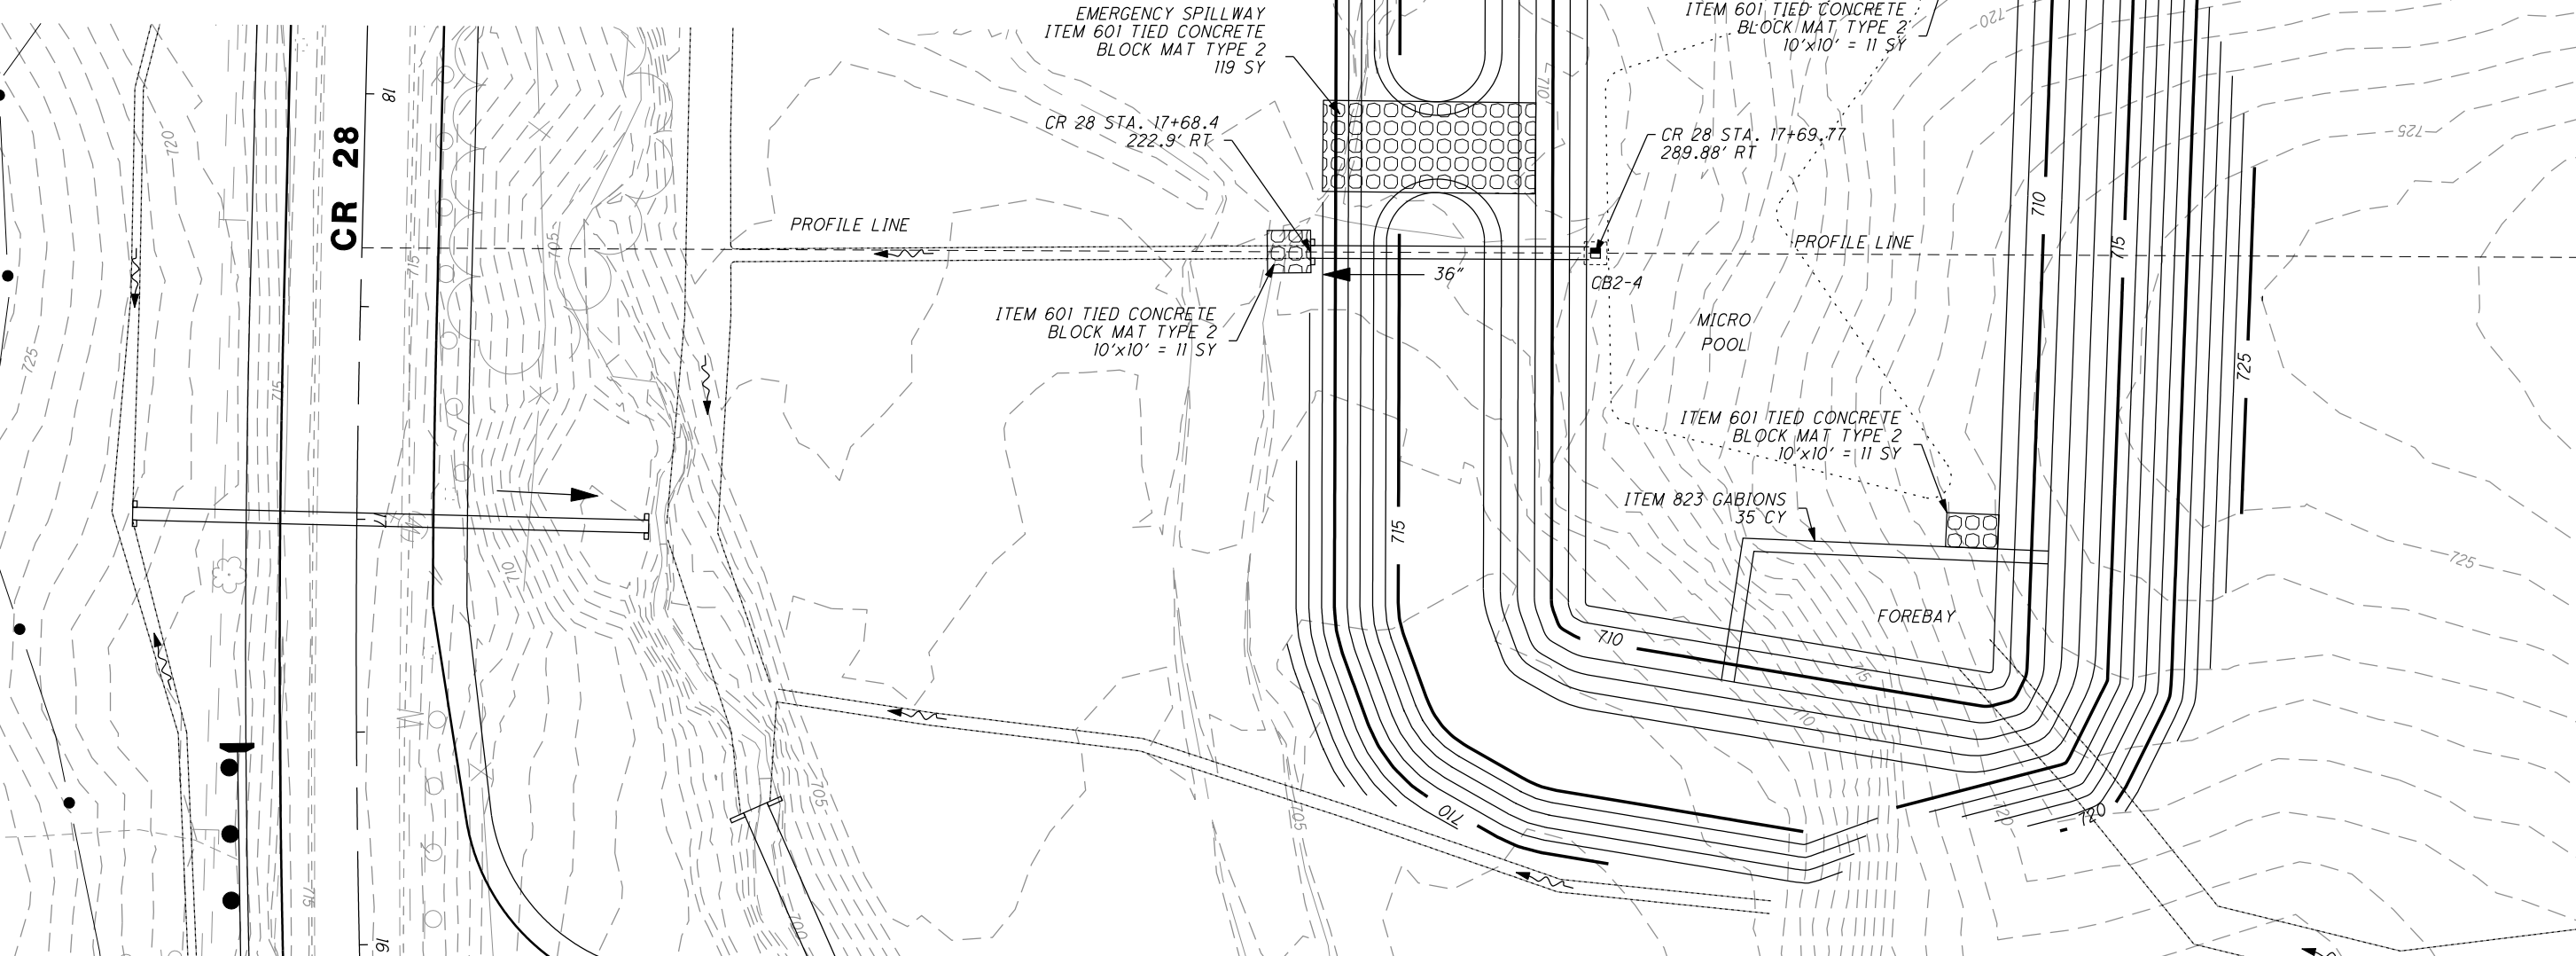 EMERGENCY SPILLWAY
ITEM 601 TIED CONCRETE
BLOCK MAT TYPE 2
119 SY
ITEM 601 TIED CONCRETE
BLOCK MAT TYPE 2
10'x10' = 11 SY
720
725
710
18
CR 28
720
CR 28 STA. 17+68.4
222.9' RT
CR 28 STA. 17+69.77
289.88' RT
PROFILE LINE
PROFILE LINE
705
715
710
715
36"
CB2-4
ITEM 601 TIED CONCRETE
BLOCK MAT TYPE 2
10'x10' = 11 SY
MICRO
POOL
725
715
725
ITEM 601 TIED CONCRETE
BLOCK MAT TYPE 2
10'x10' = 11 SY
ITEM 823 GABIONS
35 CY
17
715
710
725
FOREBAY
710
715
710
705
705
710
720
720
715
700
16